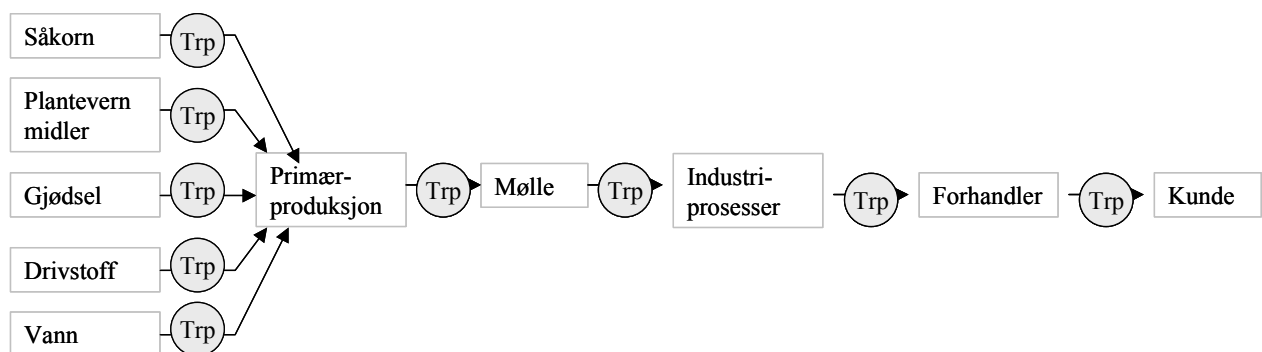 Såkorn
Trp
Plantevern
midler
Trp
Gjødsel
Trp
Drivstoff
Trp
Vann
Trp
Primær-
produksjon
Trp
Mølle
Trp
Industri-
prosesser
Trp
Forhandler
Trp
Kunde